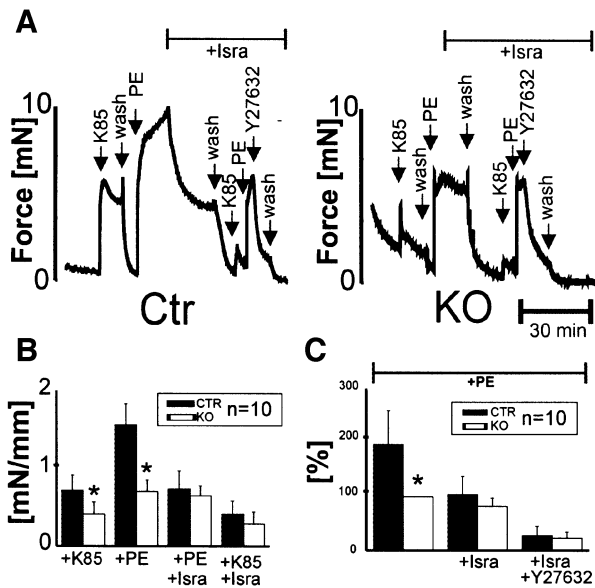 A
+Isra
+Isra
10
0
Force [mN]
K85
wash
PE
wash
K85
PE
Y27632
wash
Ctr
10
0
Force [mN]
K85
wash
PE
wash
K85
PE
Y27632
wash
KO
30 min
B
2
1
0
[mN/mm]
CTR
KO
n=10
*
*
+K85
+PE
+PE
+Isra
+K85
+Isra
C
+PE
300
200
100
0
[%]
CTR
KO
n=10
*
+Isra
+Isra
+Y27632